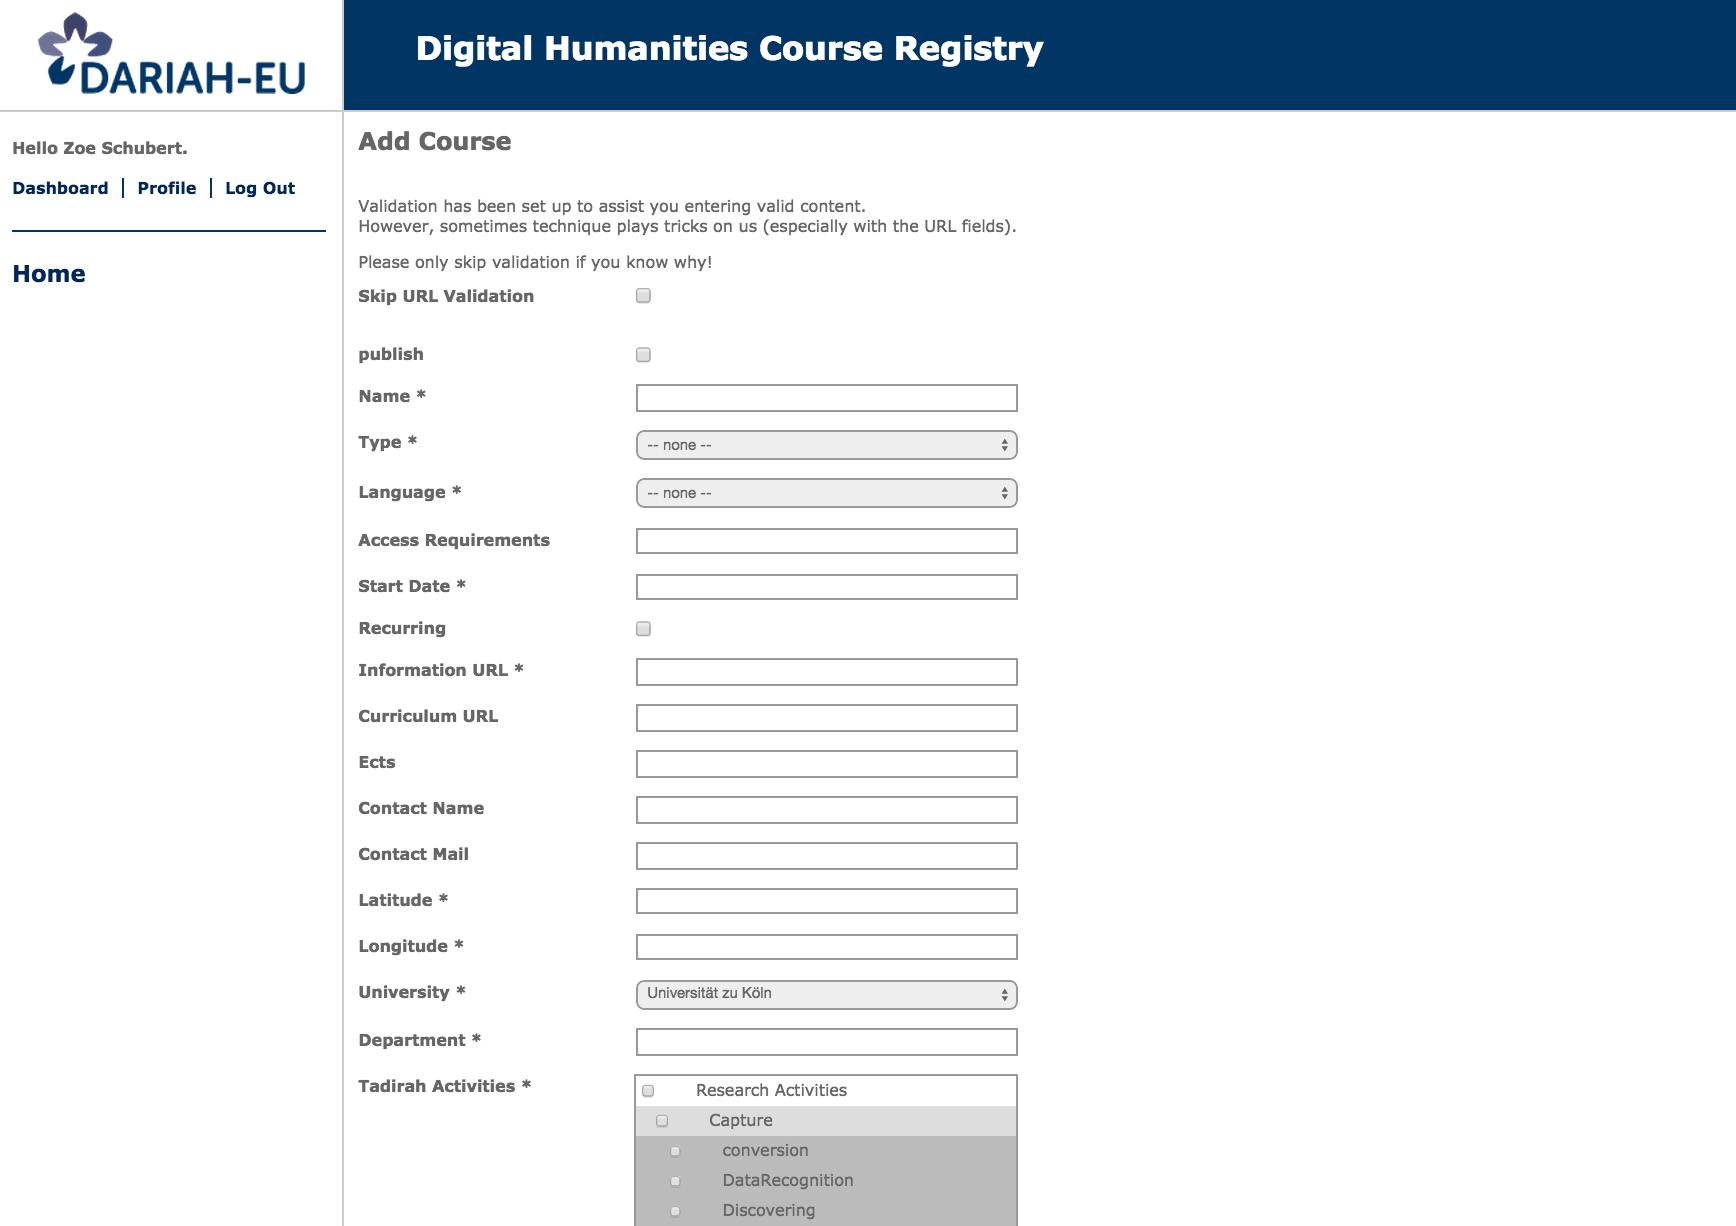 DARIAH-EU
Digital Humanities Course Registry
Hello Zoe Schubert.
Dashboard | Profile | Log Out
Home
Add Course
Validation has been set up to assist you entering valid content.
However, sometimes technique plays tricks on us (especially with the URL fields).
Please only skip validation if you know why!
Skip URL Validation
publish
Name *
Type * -- none --
Language * -- none --
Access Requirements
Start Date *
Recurring
Information URL *
Curriculum URL
Ects
Contact Name
Contact Mail
Latitude *
Longitude *
University * Universität zu Köln
Department *
Tadirah Activities * Research Activities
Capture
conversion
DataRecognition
Discovering